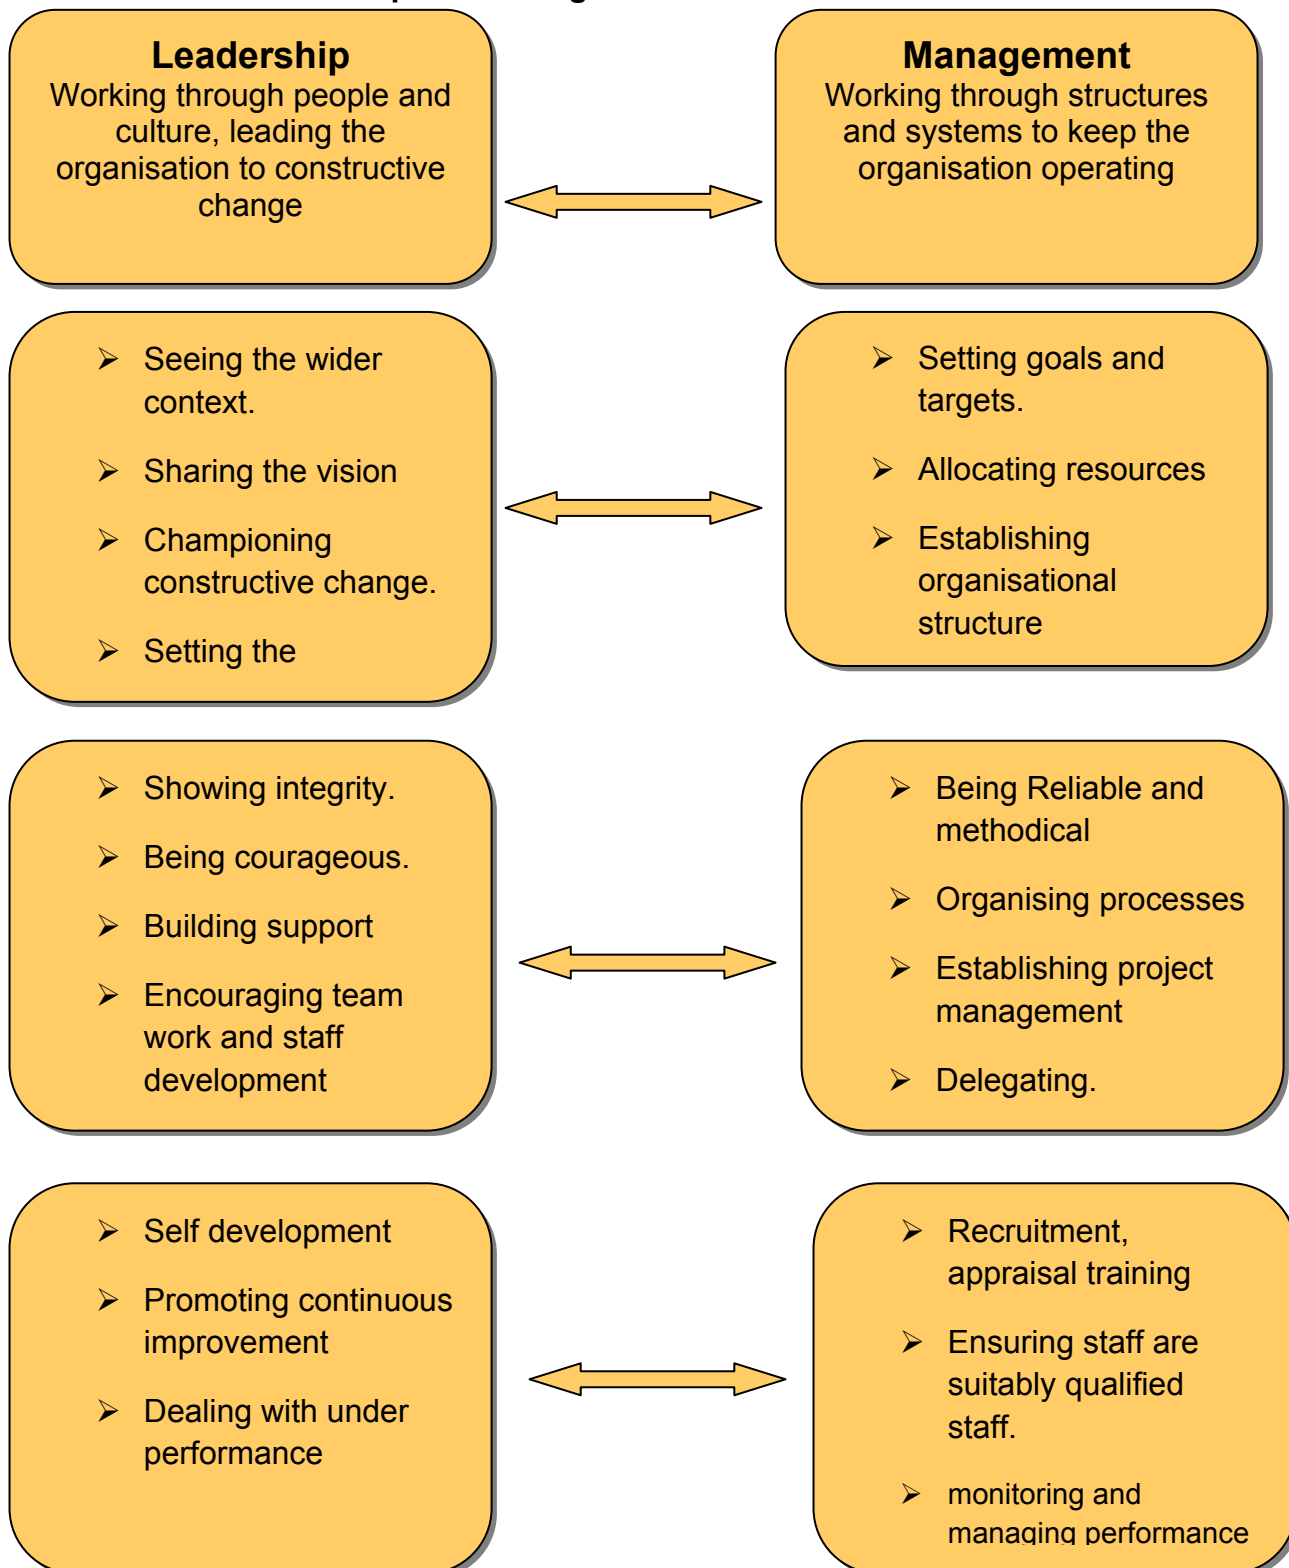 Leadership
Working through people and
culture, leading the
organisation to constructive
change
Management
Working through structures
and systems to keep the
organisation operating
➢ Seeing the wider
context.
➢ Sharing the vision
➢ Championing
constructive change.
➢ Setting the
➢ Setting goals and
targets.
➢ Allocating resources
➢ Establishing
organisational
structure
➢ Showing integrity.
➢ Being courageous.
➢ Building support
➢ Encouraging team
work and staff
development
➢ Being Reliable and
methodical
➢ Organising processes
➢ Establishing project
management
➢ Delegating.
➢ Self development
➢ Promoting continuous
improvement
➢ Dealing with under
performance
➢ Recruitment,
appraisal training
➢ Ensuring staff are
suitably qualified
staff.
➢ monitoring and
managing performance